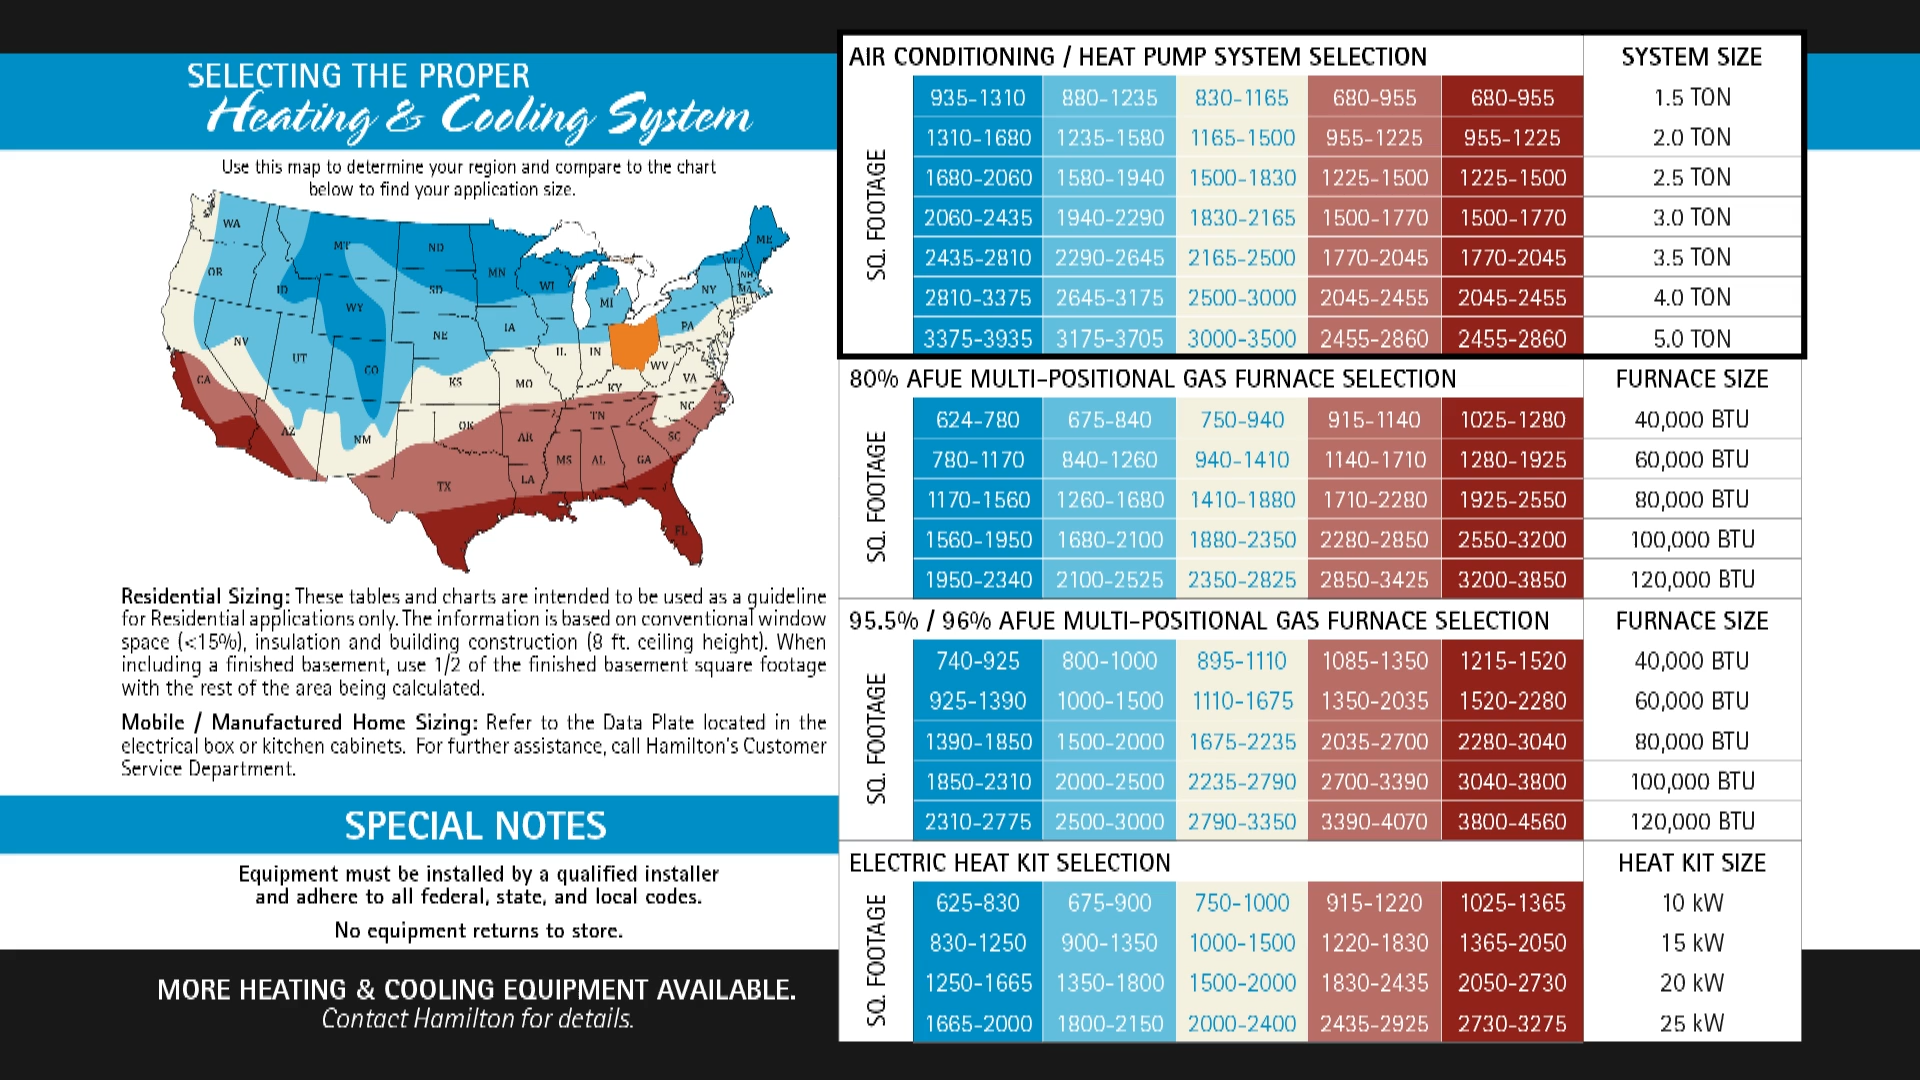 SELECTING THE PROPER
Heating & Cooling System
Use this map to determine your region and compare to the chart
below to find your application size.
WA
OR
ID
MT
ND
MN
WI
MI
ME
VT
NH
MA
CT
NY
PA
NJ
WY
SD
NE
IA
IL
IN
WV
VA
NV
UT
CO
KS
MO
KY
CA
AZ
NM
OK
AR
TN
NC
SC
TX
LA
MS
AL
GA
FL
Residential Sizing: These tables and charts are intended to be used as a guideline
for Residential applications only. The information is based on conventional window
space (<15%), insulation and building construction (8 ft. ceiling height). When
including a finished basement, use 1/2 of the finished basement square footage
with the rest of the area being calculated.
Mobile / Manufactured Home Sizing: Refer to the Data Plate located in the
electrical box or kitchen cabinets. For further assistance, call Hamilton's Customer
Service Department.
SPECIAL NOTES
Equipment must be installed by a qualified installer
and adhere to all federal, state, and local codes.
No equipment returns to store.
MORE HEATING & COOLING EQUIPMENT AVAILABLE.
Contact Hamilton for details.
AIR CONDITIONING / HEAT PUMP SYSTEM SELECTION SYSTEM SIZE
SQ. FOOTAGE
935-1310 880-1235 830-1165 680-955 680-955 1.5 TON
1310-1680 1235-1580 1165-1500 955-1225 955-1225 2.0 TON
1680-2060 1580-1940 1500-1830 1225-1500 1225-1500 2.5 TON
2060-2435 1940-2290 1830-2165 1500-1770 1500-1770 3.0 TON
2435-2810 2290-2645 2165-2500 1770-2045 1770-2045 3.5 TON
2810-3375 2645-3175 2500-3000 2045-2455 2045-2455 4.0 TON
3375-3935 3175-3705 3000-3500 2455-2860 2455-2860 5.0 TON
80% AFUE MULTI-POSITIONAL GAS FURNACE SELECTION FURNACE SIZE
SQ. FOOTAGE
624-780 675-840 750-940 915-1140 1025-1280 40,000 BTU
780-1170 840-1260 940-1410 1140-1710 1280-1925 60,000 BTU
1170-1560 1260-1680 1410-1880 1710-2280 1925-2550 80,000 BTU
1560-1950 1680-2100 1880-2350 2280-2850 2550-3200 100,000 BTU
1950-2340 2100-2525 2350-2825 2850-3425 3200-3850 120,000 BTU
95.5% / 96% AFUE MULTI-POSITIONAL GAS FURNACE SELECTION FURNACE SIZE
SQ. FOOTAGE
740-925 800-1000 895-1110 1085-1350 1215-1520 40,000 BTU
925-1390 1000-1500 1110-1675 1350-2035 1520-2280 60,000 BTU
1390-1850 1500-2000 1675-2235 2035-2700 2280-3040 80,000 BTU
1850-2310 2000-2500 2235-2790 2700-3390 3040-3800 100,000 BTU
2310-2775 2500-3000 2790-3350 3390-4070 3800-4560 120,000 BTU
ELECTRIC HEAT KIT SELECTION HEAT KIT SIZE
SQ. FOOTAGE
625-830 675-900 750-1000 915-1220 1025-1365 10 kW
830-1250 900-1350 1000-1500 1220-1830 1365-2050 15 kW
1250-1665 1350-1800 1500-2000 1830-2435 2050-2730 20 kW
1665-2000 1800-2150 2000-2400 2435-2925 2730-3275 25 kW